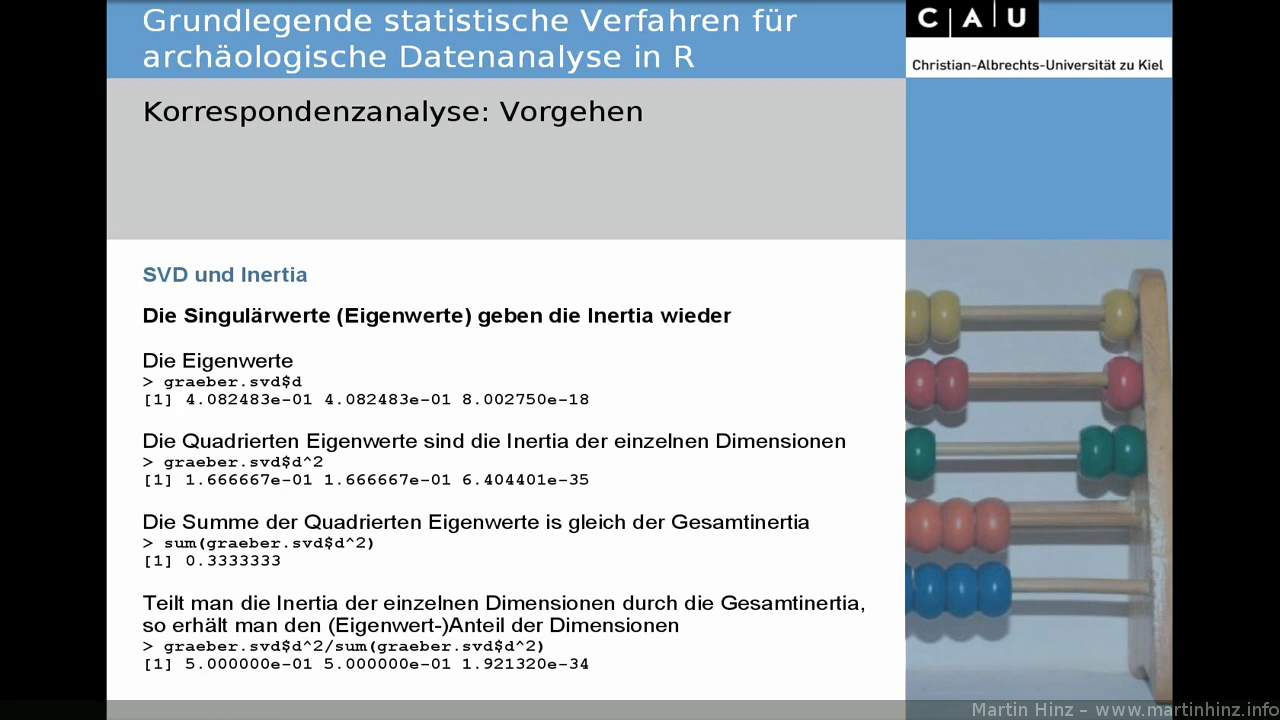 Grundlegende statistische Verfahren für
archäologische Datenanalyse in R
C | A | U
Christian-Albrechts-Universität zu Kiel
Korrespondenzanalyse: Vorgehen
SVD und Inertia
Die Singulärwerte (Eigenwerte) geben die Inertia wieder
Die Eigenwerte
> graeber.svd$d
[1] 4.082483e-01 4.082483e-01 8.002750e-18
Die Quadrierten Eigenwerte sind die Inertia der einzelnen Dimensionen
> graeber.svd$d^2
[1] 1.666667e-01 1.666667e-01 6.404401e-35
Die Summe der Quadrierten Eigenwerte is gleich der Gesamtinertia
> sum(graeber.svd$d^2)
[1] 0.3333333
Teilt man die Inertia der einzelnen Dimensionen durch die Gesamtinertia,
so erhält man den (Eigenwert-)Anteil der Dimensionen
> graeber.svd$d^2/sum(graeber.svd$d^2)
[1] 5.000000e-01 5.000000e-01 1.921320e-34
Martin Hinz – www.martinhinz.info